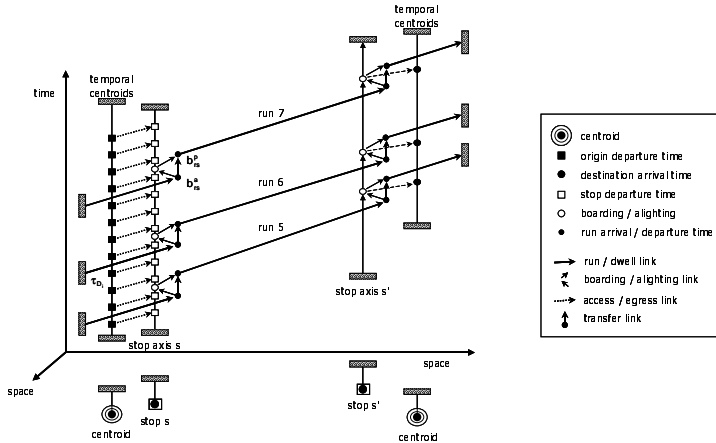 temporal
centroids
time
temporal
centroids
run 7
b^p_rs
b^a_rs
run 6
run 5
τ_Di
stop axis s
stop axis s'
space
space
stop s
stop s'
centroid
centroid
centroid
origin departure time
destination arrival time
stop departure time
boarding / alighting
run arrival / departure time
run / dwell link
boarding / alighting link
access / egress link
transfer link